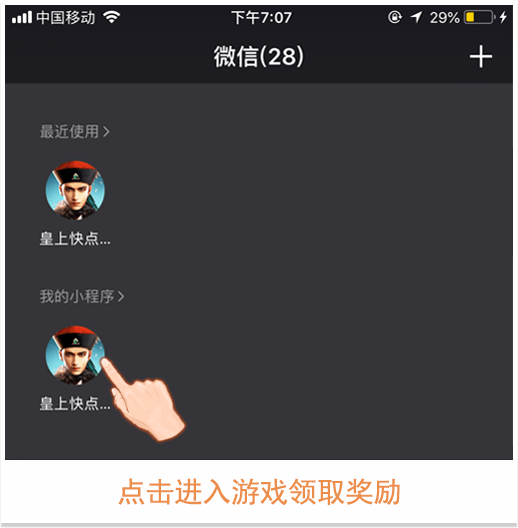 中国移动 下午7:07 29%
微信(28)
最近使用
皇上快点...
我的小程序
皇上快点...
点击进入游戏领取奖励